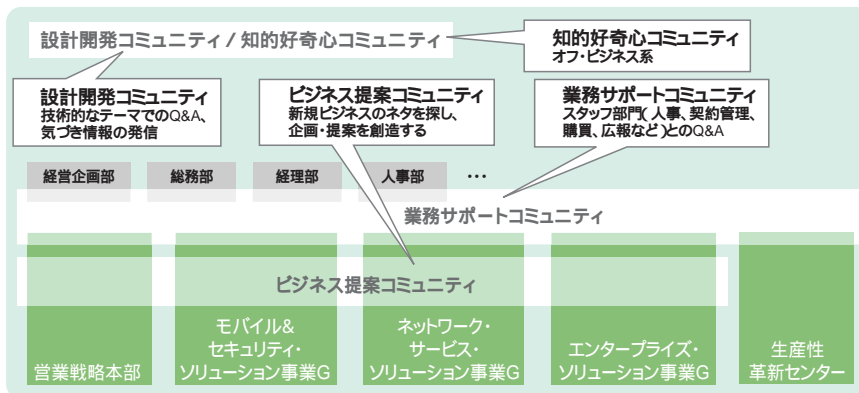 設計開発コミュニティ / 知的好奇心コミュニティ
知的好奇心コミュニティ
オフ・ビジネス系
設計開発コミュニティ
技術的なテーマでのQ&A、
気づき情報の発信
ビジネス提案コミュニティ
新規ビジネスのネタを探し、
企画・提案を創造する
業務サポートコミュニティ
スタッフ部門(人事、契約管理、
購買、広報など)とのQ&A
経営企画部
総務部
経理部
人事部
…
業務サポートコミュニティ
ビジネス提案コミュニティ
営業戦略本部
モバイル&
セキュリティ・
ソリューション事業G
ネットワーク・
サービス・
ソリューション事業G
エンタープライズ・
ソリューション事業G
生産性
革新センター